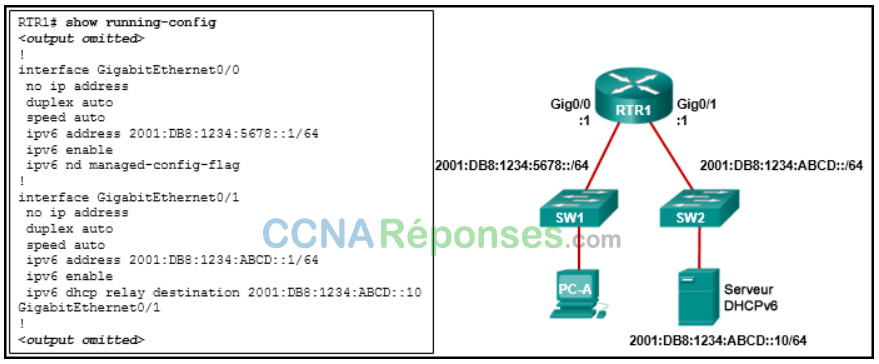 RTR1# show running-config
<output omitted>
!
interface GigabitEthernet0/0
no ip address
duplex auto
speed auto
ipv6 address 2001:DB8:1234:5678::1/64
ipv6 enable
ipv6 nd managed-config-flag
!
interface GigabitEthernet0/1
no ip address
duplex auto
speed auto
ipv6 address 2001:DB8:1234:ABCD::1/64
ipv6 enable
ipv6 dhcp relay destination 2001:DB8:1234:ABCD::10
GigabitEthernet0/1
!
<output omitted>
CCNARéponses.com
RTR1
Gig0/0
:1
Gig0/1
:1
2001:DB8:1234:5678::/64
2001:DB8:1234:ABCD::/64
SW1
SW2
PC-A
Serveur
DHCPv6
2001:DB8:1234:ABCD::10/64